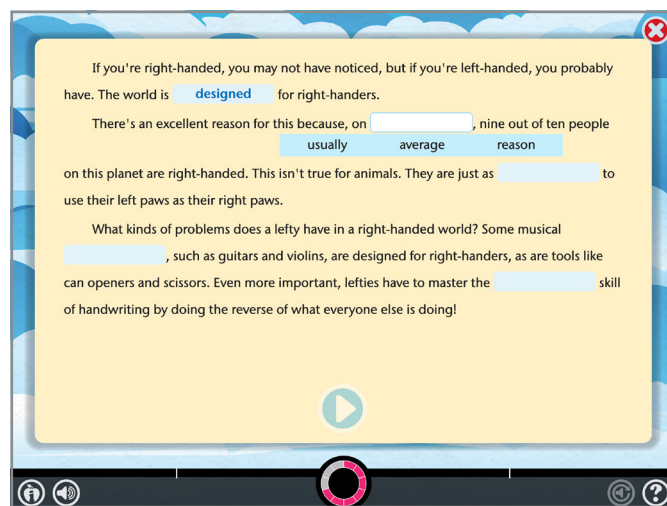 If you're right-handed, you may not have noticed, but if you're left-handed, you probably
have. The world is designed for right-handers.
There's an excellent reason for this because, on , nine out of ten people
usually average reason
on this planet are right-handed. This isn't true for animals. They are just as to
use their left paws as their right paws.
What kinds of problems does a lefty have in a right-handed world? Some musical
, such as guitars and violins, are designed for right-handers, as are tools like
can openers and scissors. Even more important, lefties have to master the skill
of handwriting by doing the reverse of what everyone else is doing!